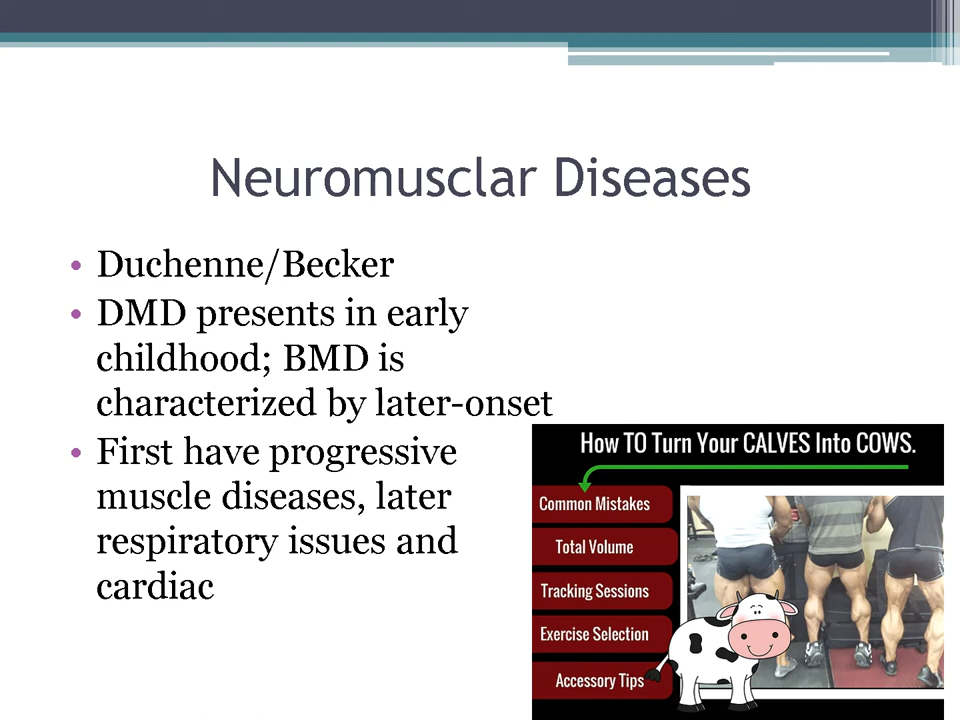 Neuromusclar Diseases
• Duchenne/Becker
• DMD presents in early
childhood; BMD is
characterized by later-onset
• First have progressive
muscle diseases, later
respiratory issues and
cardiac
How TO Turn Your CALVES Into COWS.
Common Mistakes
Total Volume
Tracking Sessions
Exercise Selection
Accessory Tips